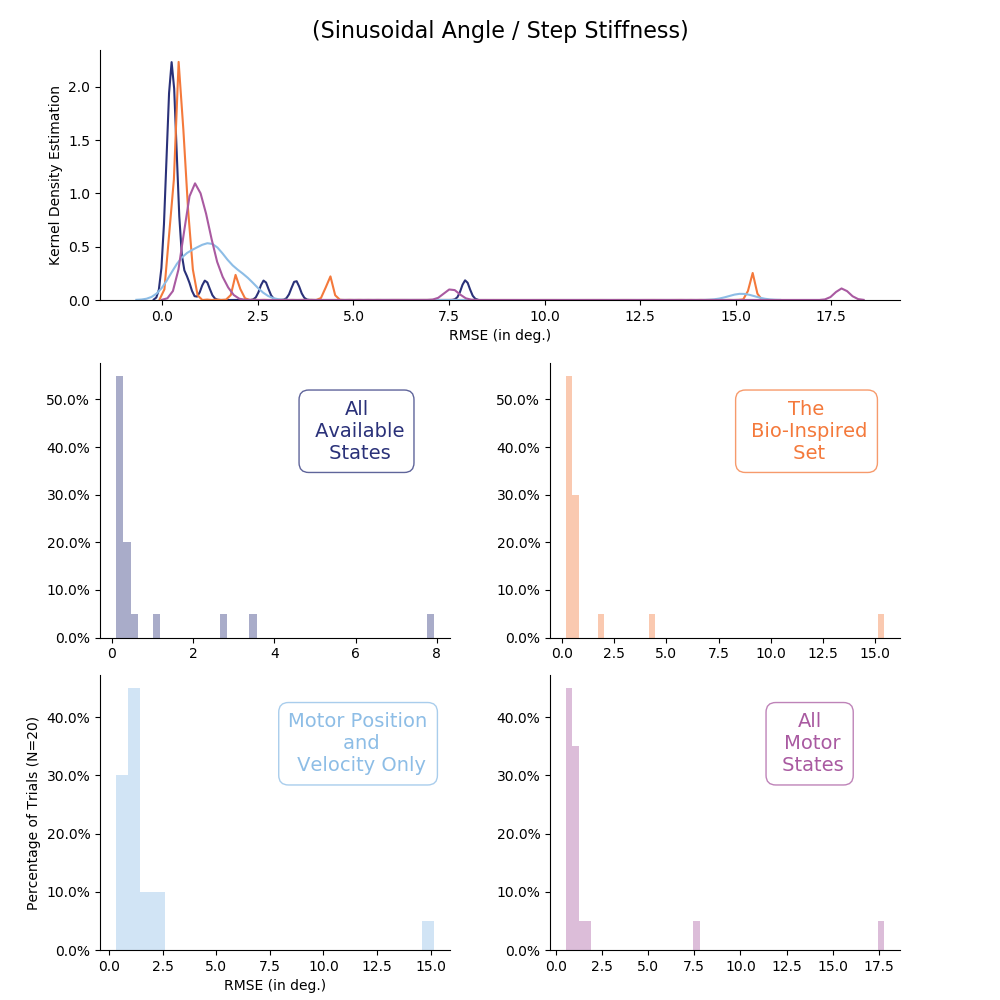 (Sinusoidal Angle / Step Stiffness)
Kernel Density Estimation
2.0
1.5
1.0
0.5
0.0
0.0 2.5 5.0 7.5 10.0 12.5 15.0 17.5
RMSE (in deg.)
All
Available
States
50.0%
40.0%
30.0%
20.0%
10.0%
0.0%
0 2 4 6 8
The
Bio-Inspired
Set
50.0%
40.0%
30.0%
20.0%
10.0%
0.0%
0.0 2.5 5.0 7.5 10.0 12.5 15.0
Motor Position
and
Velocity Only
Percentage of Trials (N=20)
40.0%
30.0%
20.0%
10.0%
0.0%
0.0 2.5 5.0 7.5 10.0 12.5 15.0
RMSE (in deg.)
All
Motor
States
40.0%
30.0%
20.0%
10.0%
0.0%
0.0 2.5 5.0 7.5 10.0 12.5 15.0 17.5